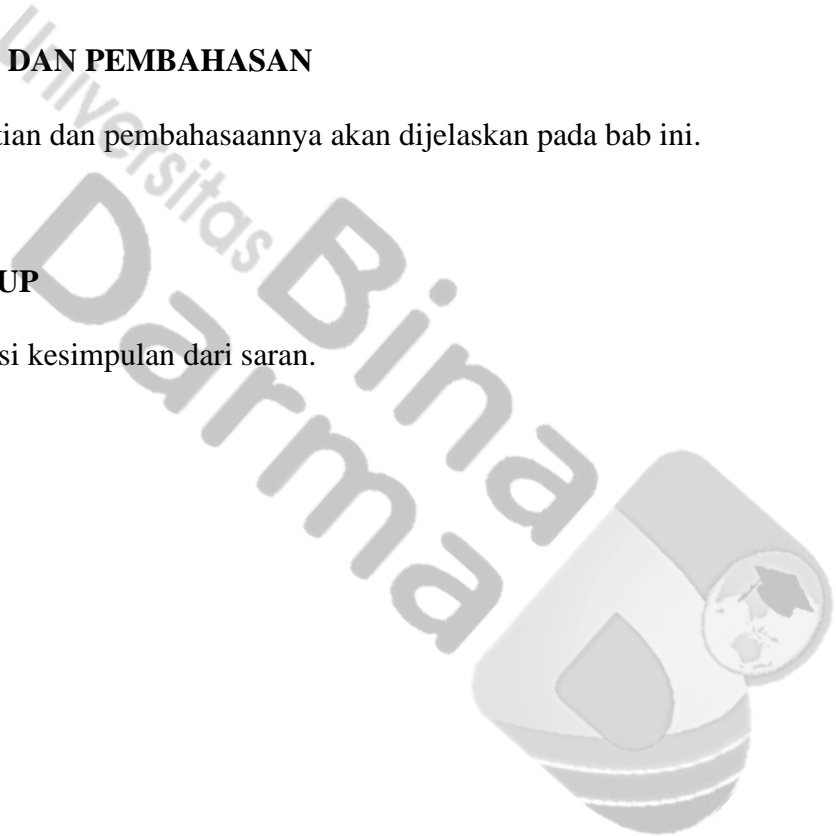 DAN PEMBAHASAN
tian dan pembahasaannya akan dijelaskan pada bab ini.
UP
si kesimpulan dari saran.
Universitas
Bina
Darma